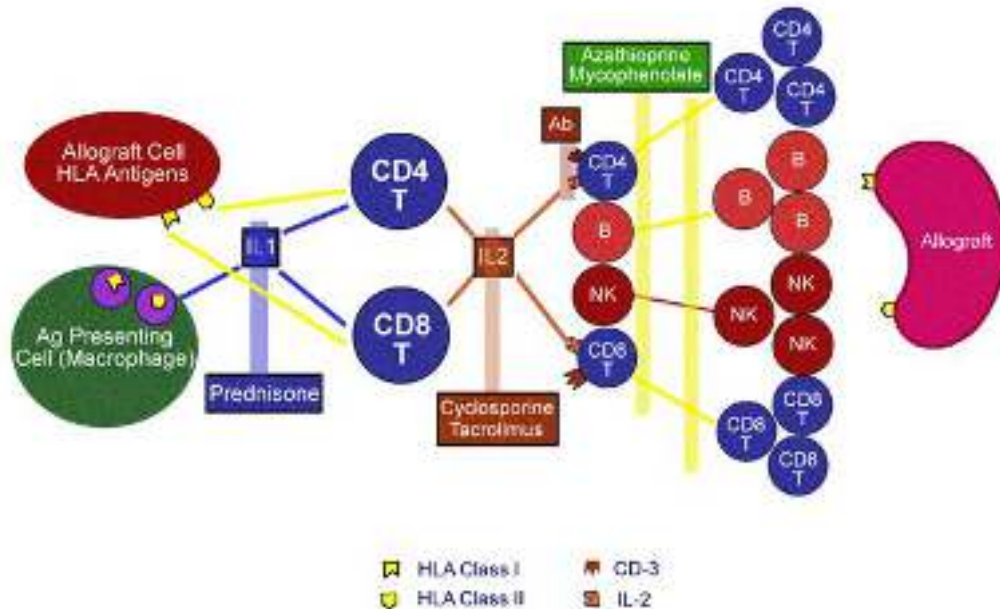 Allograft Cell
HLA Antigens
Ag Presenting
Cell (Macrophage)
IL1
Prednisone
CD4
T
CD8
T
IL2
Cyclosporine
Tacrolimus
Ab
Azathioprine
Mycophenolate
CD4
T
B
NK
CD8
T
CD4
T
CD4
T
CD4
T
B
B
B
NK
NK
NK
CD8
T
CD8
T
CD8
T
Allograft
HLA Class I
HLA Class II
CD-3
IL-2